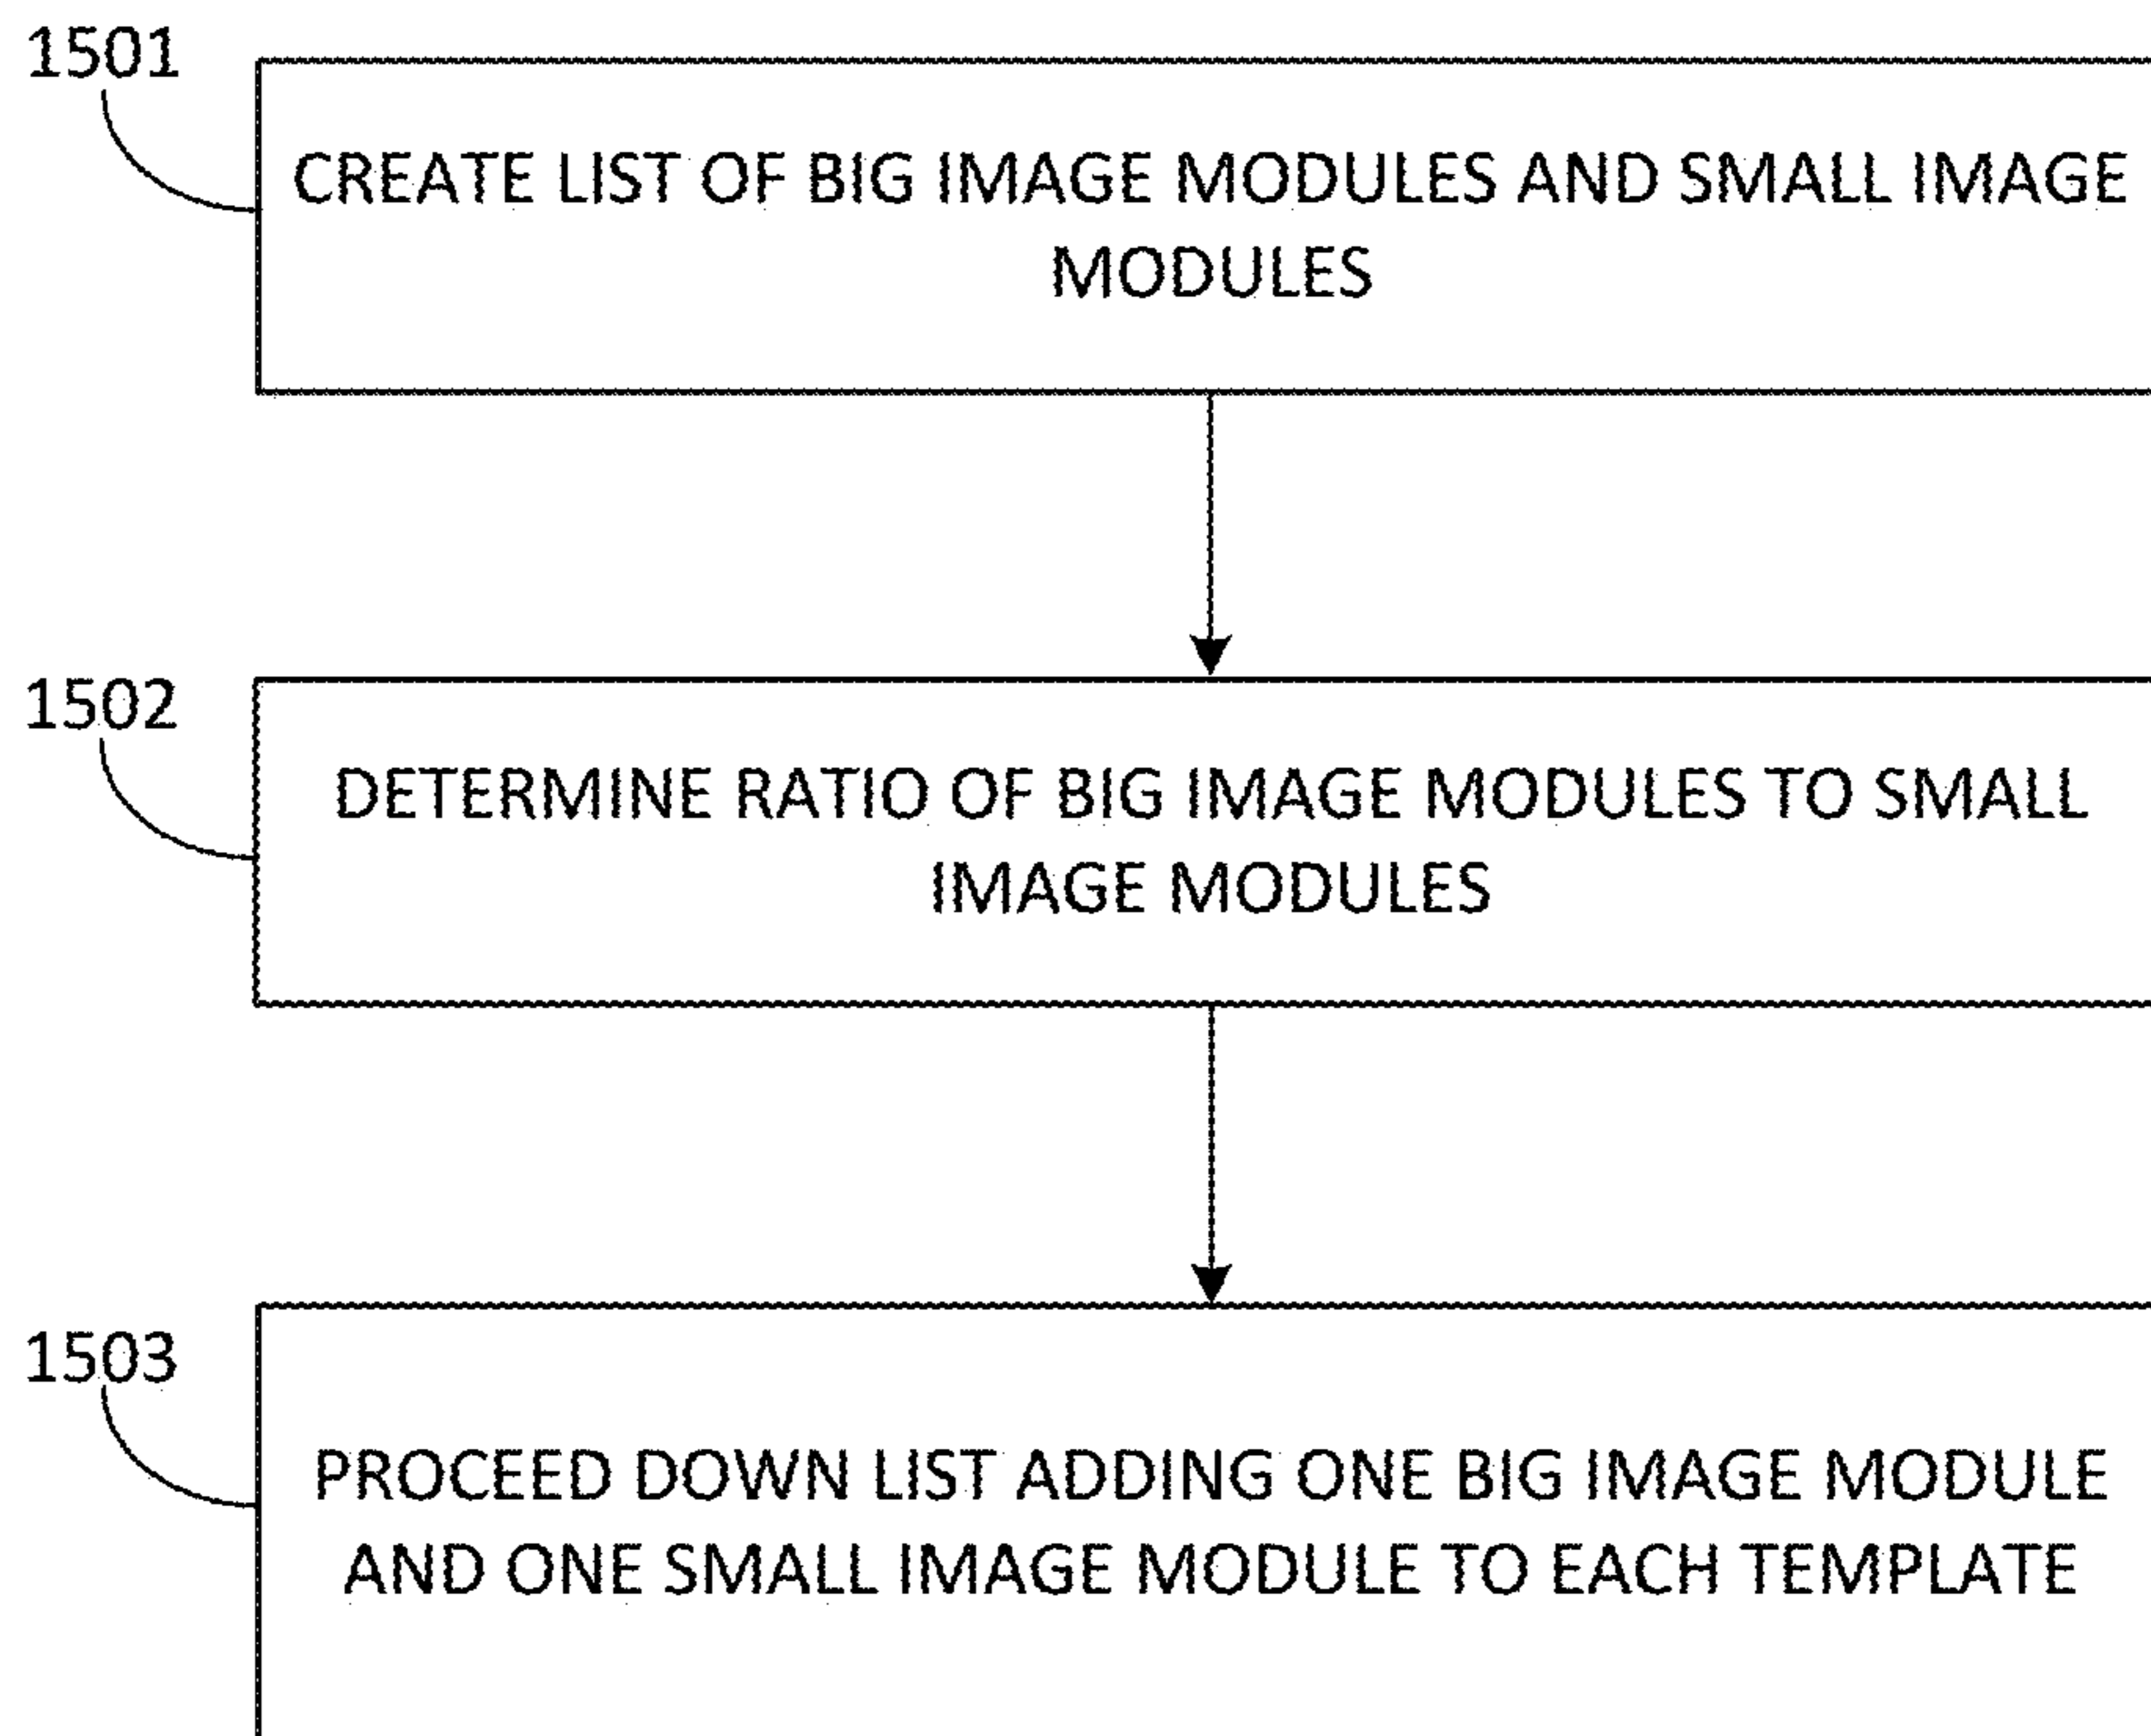 1501
CREATE LIST OF BIG IMAGE MODULES AND SMALL IMAGE
MODULES
1502
DETERMINE RATIO OF BIG IMAGE MODULES TO SMALL
IMAGE MODULES
1503
PROCEED DOWN LIST ADDING ONE BIG IMAGE MODULE
AND ONE SMALL IMAGE MODULE TO EACH TEMPLATE